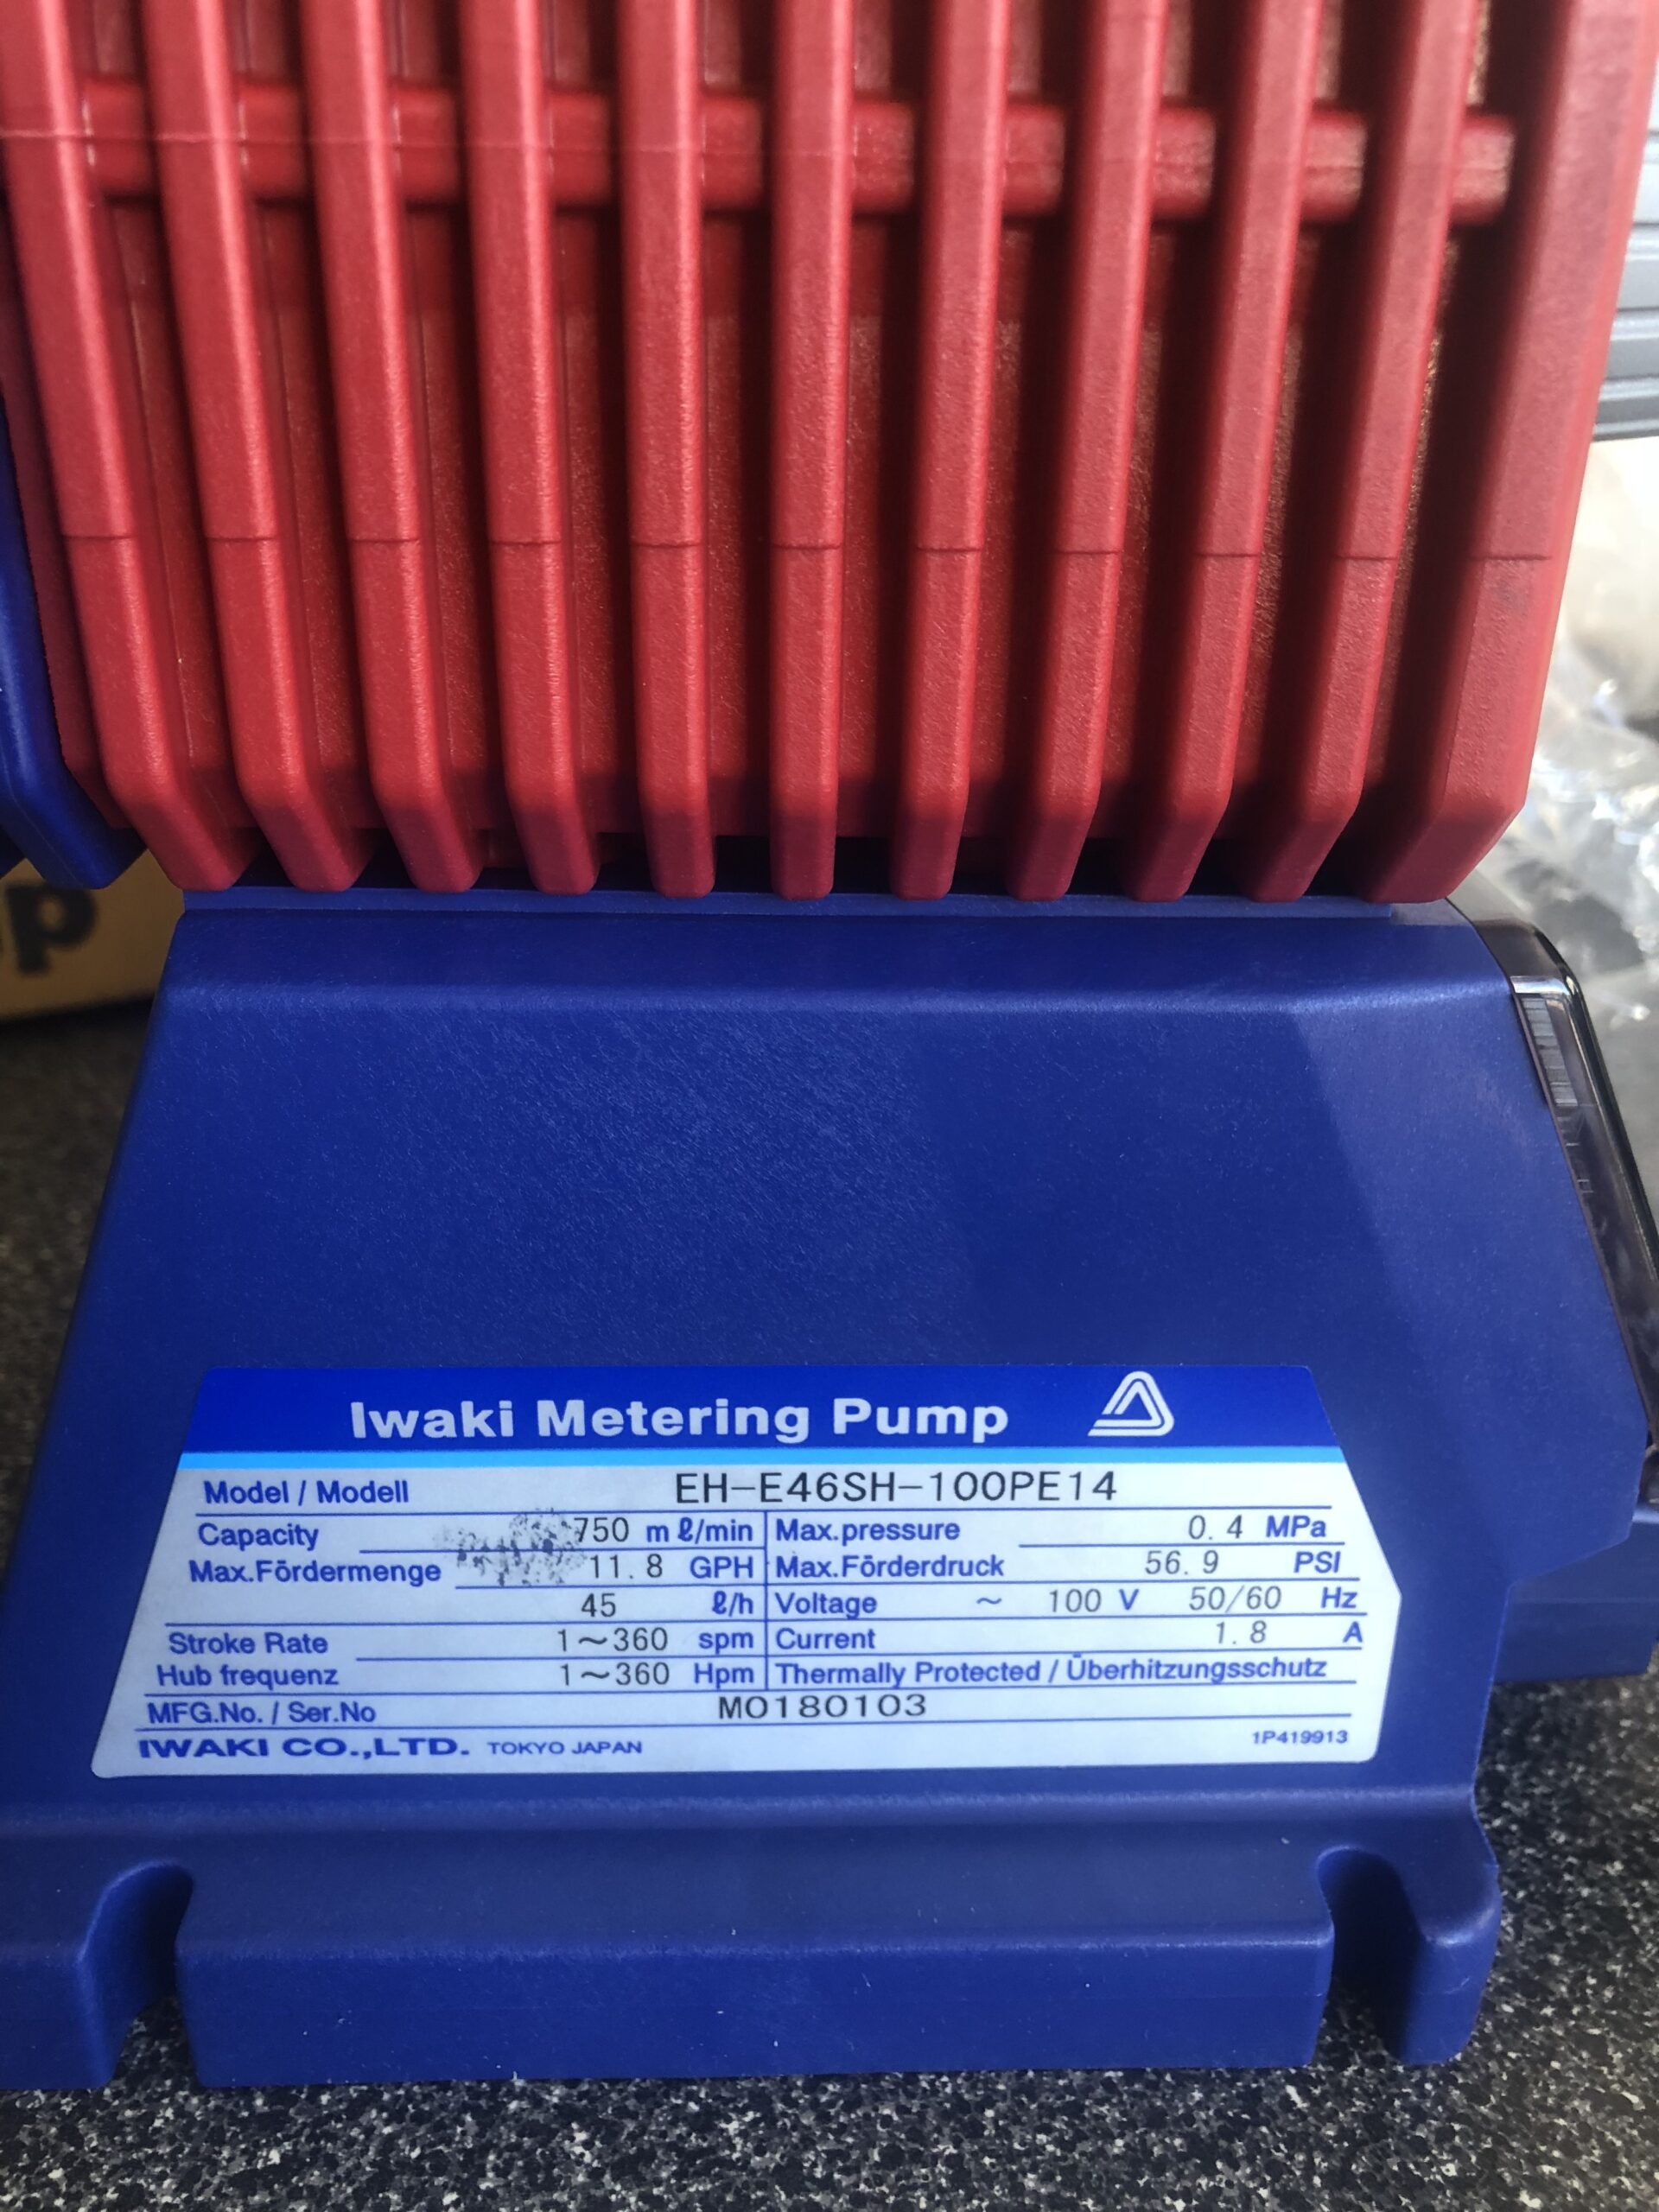 op
Iwaki Metering Pump
Model / Modell EH-E46SH-100PE14
Capacity 750 mℓ/min Max.pressure 0.4 MPa
Max.Fördermenge 11.8 GPH Max.Förderdruck 56.9 PSI
45 ℓ/h Voltage ~ 100 V 50/60 Hz
Stroke Rate 1~360 spm Current 1.8 A
Hub frequenz 1~360 Hpm Thermally Protected / Überhitzungsschutz
MFG.No. / Ser.No M0180103
IWAKI CO.,LTD. TOKYO JAPAN 1P419913